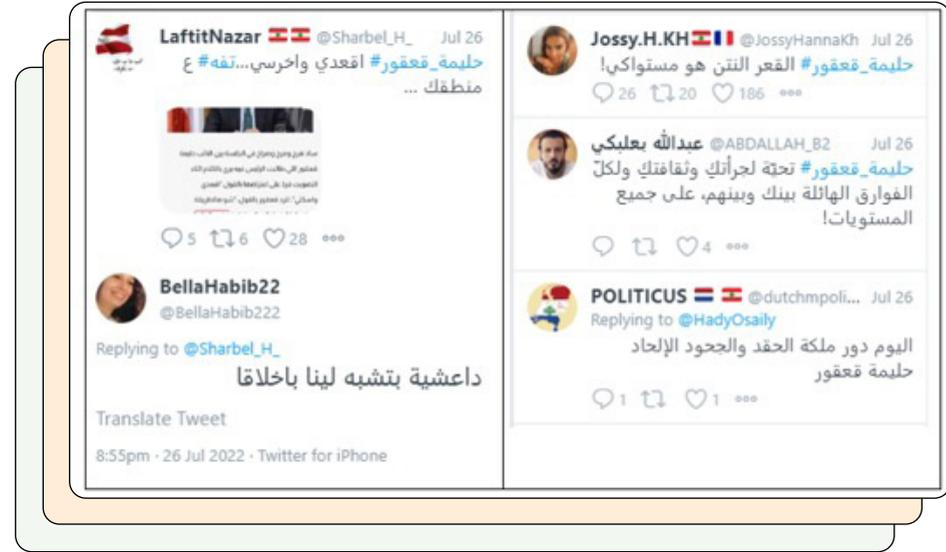 LaftitNazar @Sharbel_H_ Jul 26
#حليمة_قعقور اقعدي واخرسي...تفه# ع
منطقك ...
5 6 28
BellaHabib22
@BellaHabib222
Replying to @Sharbel_H_
داعشية بتشبه لينا باخلاقا
Translate Tweet
8:55pm · 26 Jul 2022 · Twitter for iPhone
Jossy.H.KH @JossyHannaKh Jul 26
#حليمة_قعقور القعر النتن هو مستواكي!
26 20 186
عبدالله بعلبكي @ABDALLAH_B2 Jul 26
#حليمة_قعقور تحيّة لجرأتكِ وثقافتكِ ولكلّ
الفوارق الهائلة بينك وبينهم، على جميع
المستويات!
4
POLITICUS @dutchmpoli... Jul 26
Replying to @HadyOsaily
اليوم دور ملكة الحقد والجحود الإلحاد
حليمة قعقور
1 1